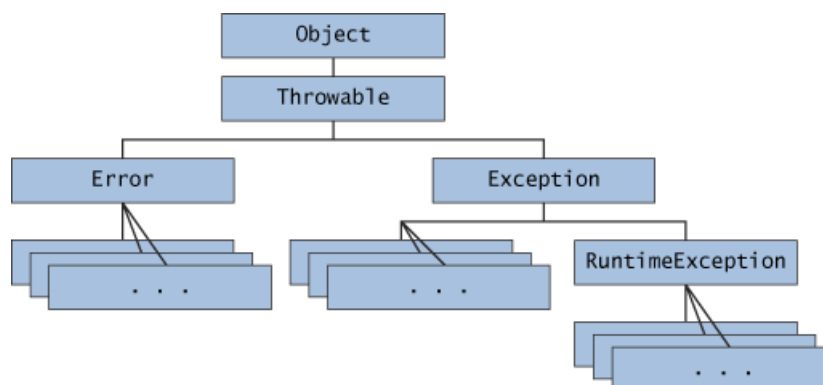 Object
Throwable
Error
Exception
. . .
. . .
RuntimeException
. . .